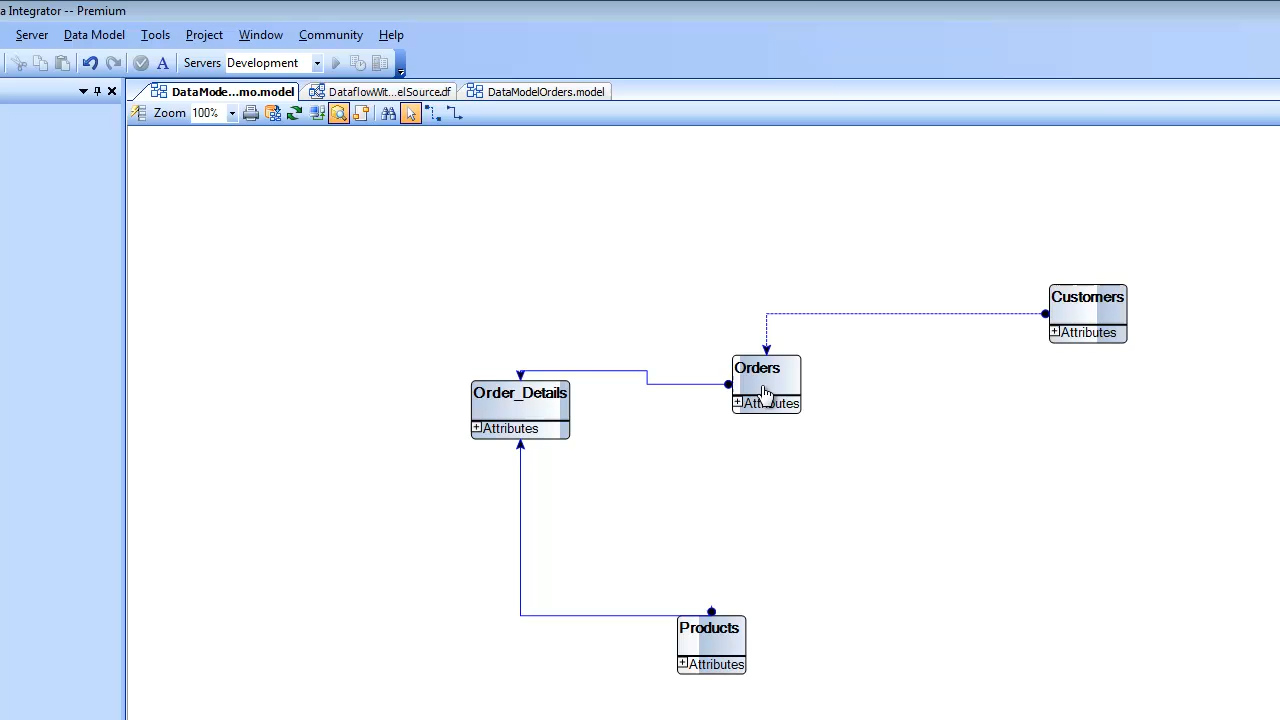 a Integrator -- Premium
Server Data Model Tools Project Window Community Help
Servers Development
DataMode...mo.model DataflowWit...elSource.df DataModelOrders.model
Zoom 100%
Customers
Attributes
Orders
Attributes
Order_Details
Attributes
Products
Attributes